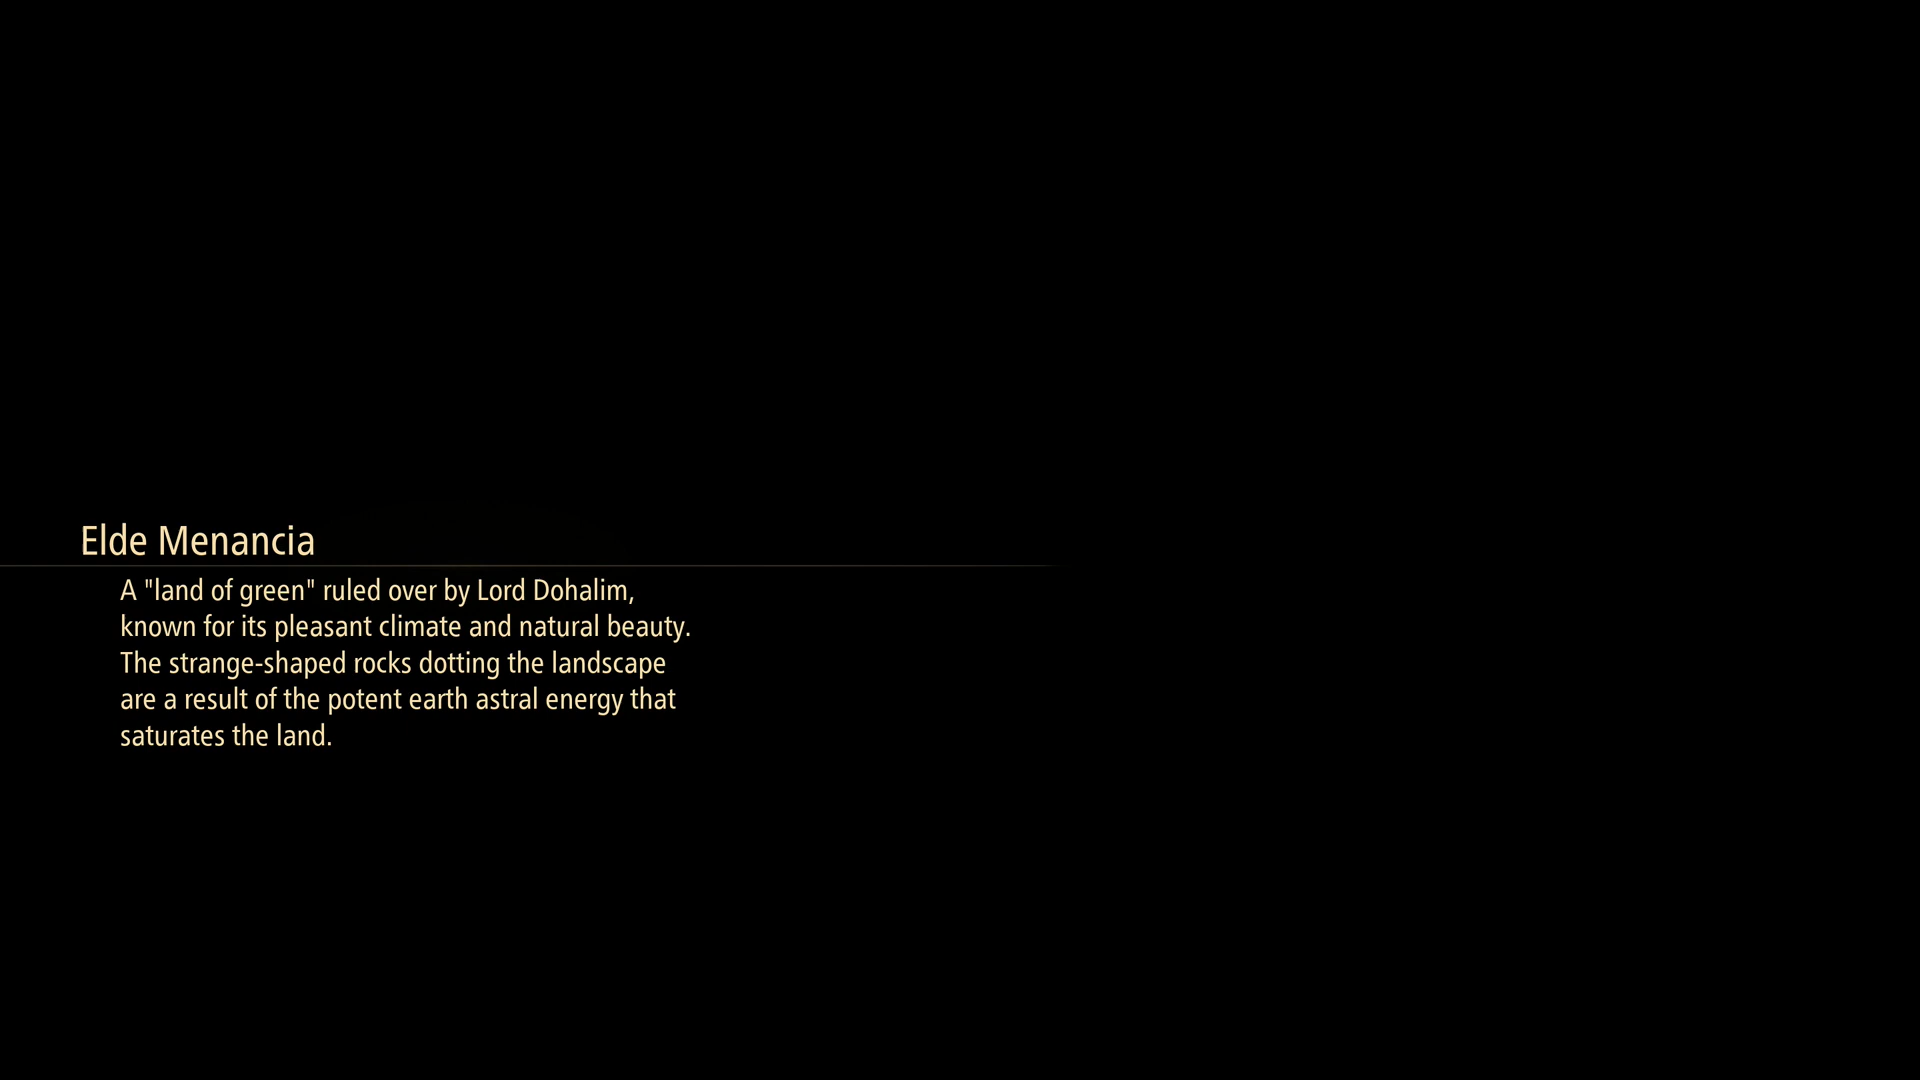 Elde Menancia
A "land of green" ruled over by Lord Dohalim,
known for its pleasant climate and natural beauty.
The strange-shaped rocks dotting the landscape
are a result of the potent earth astral energy that
saturates the land.